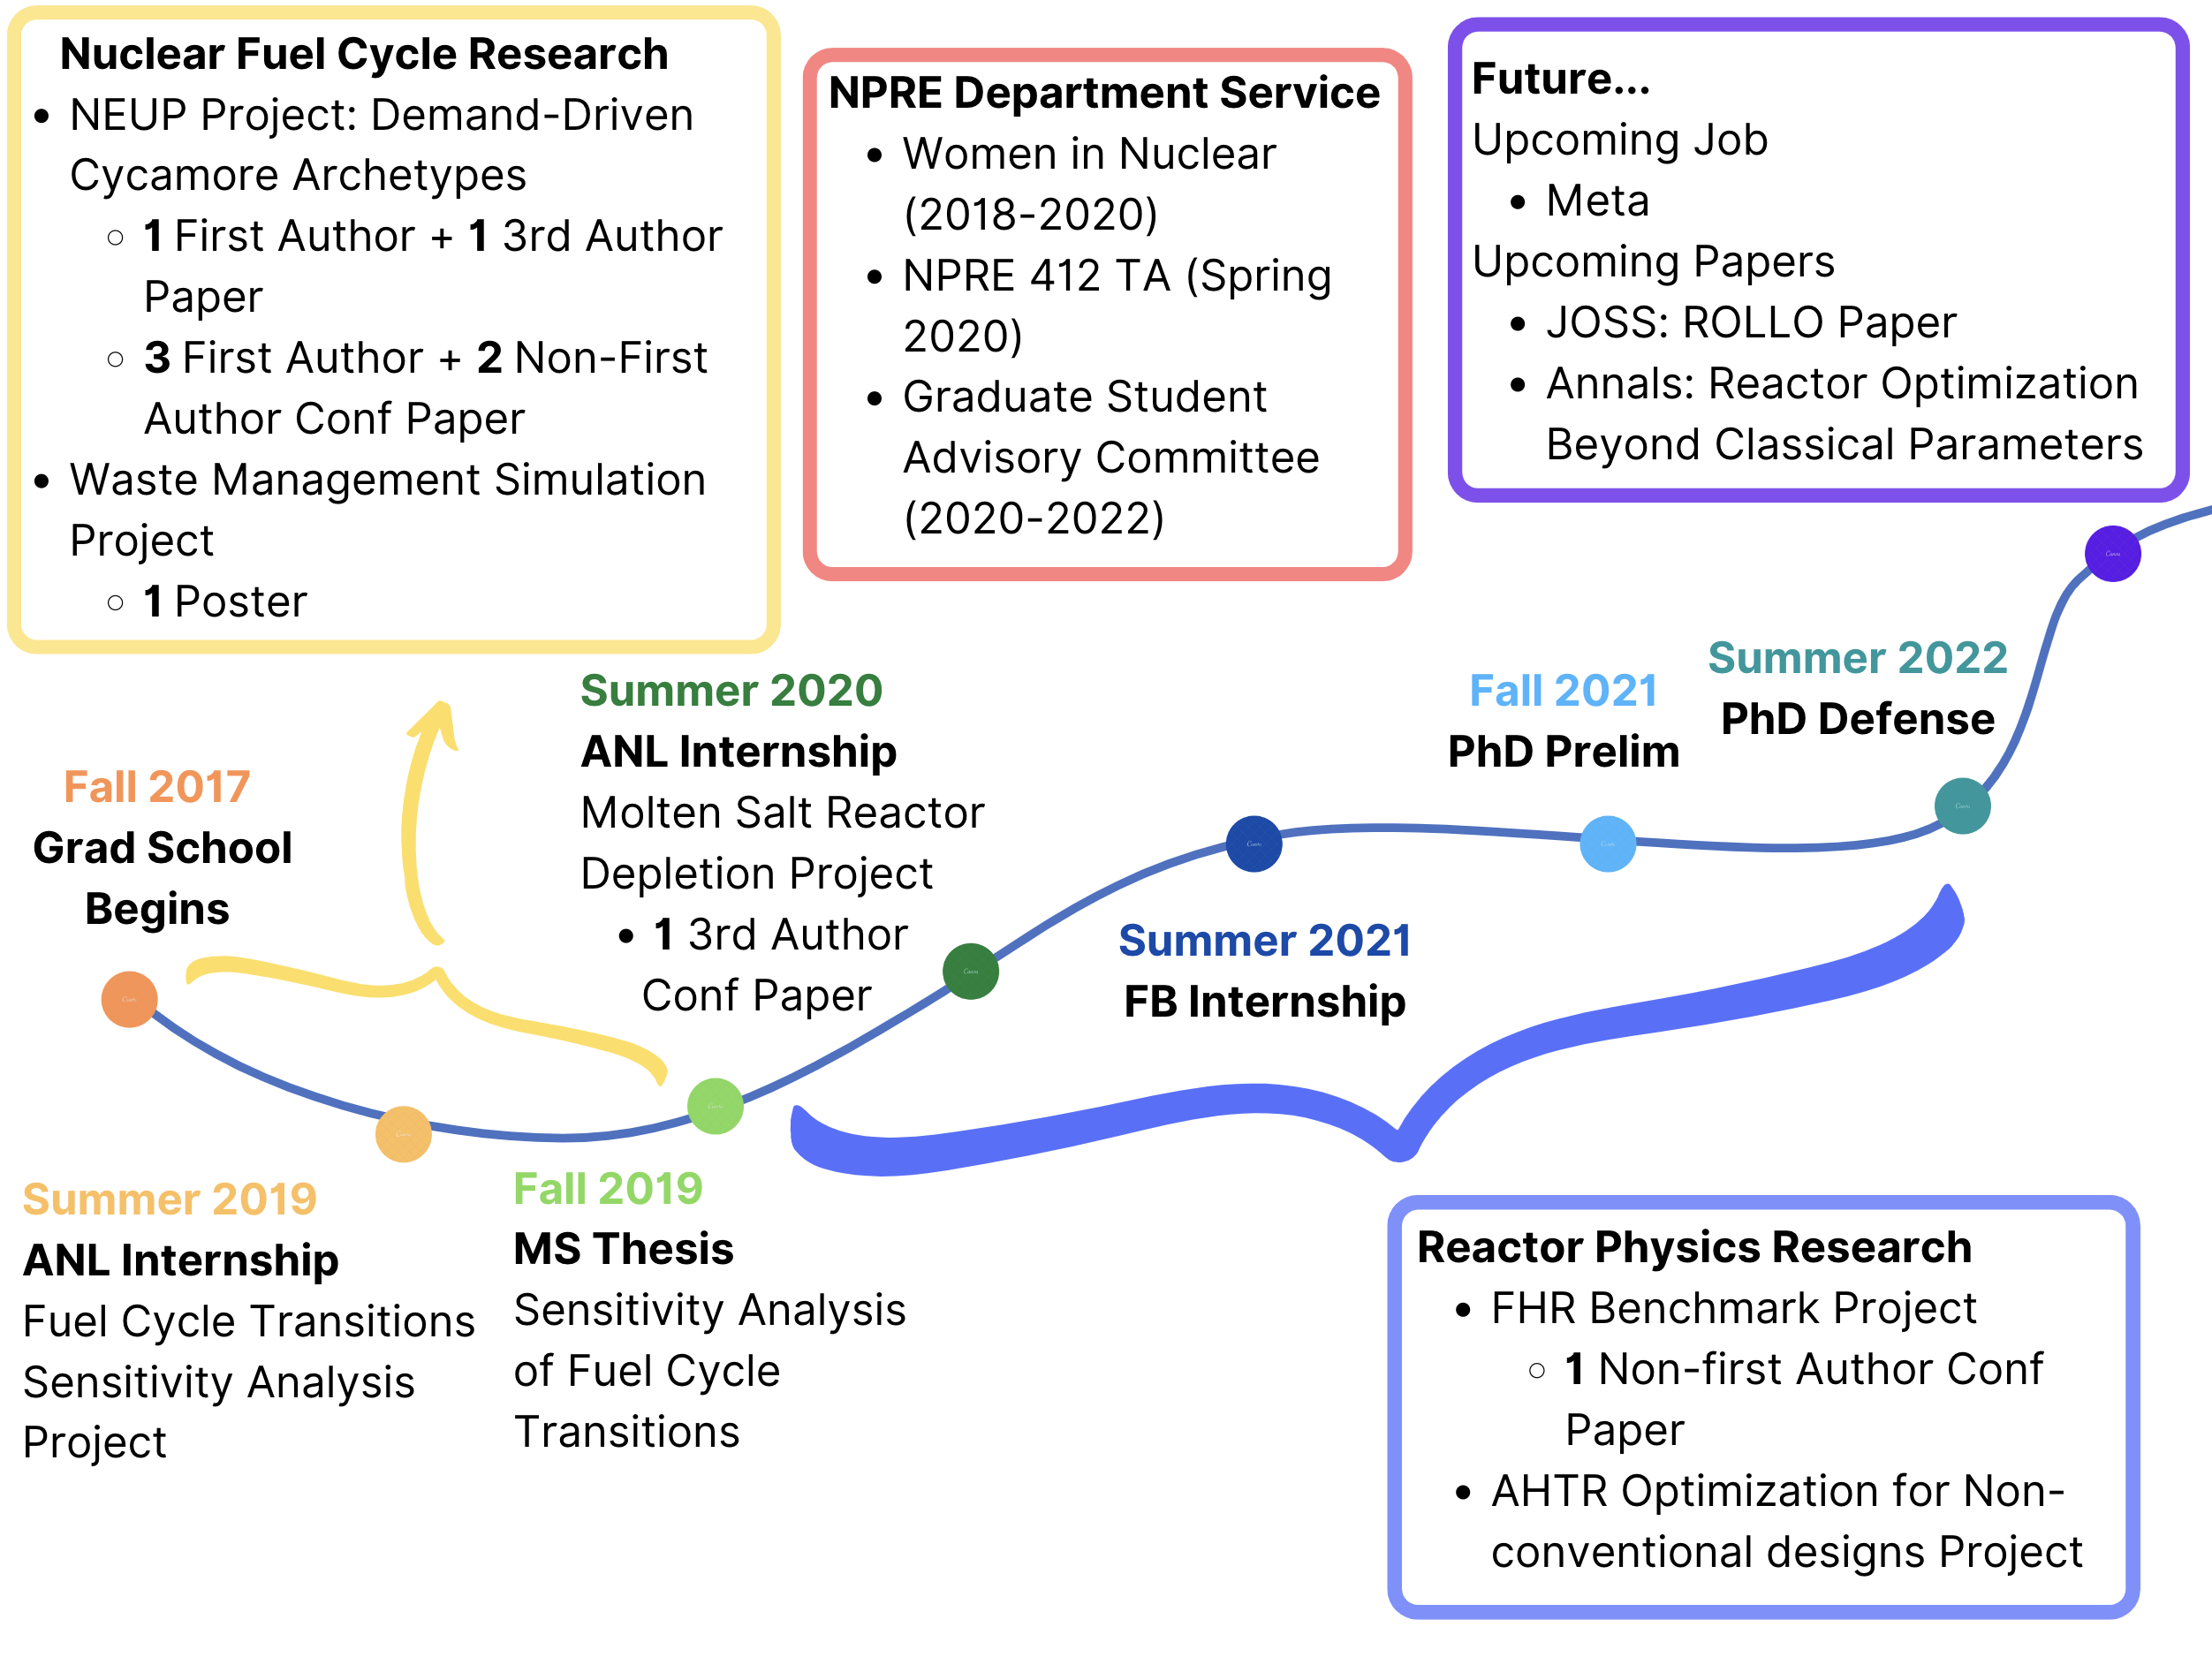 Nuclear Fuel Cycle Research
• NEUP Project: Demand-Driven
Cycamore Archetypes
○ 1 First Author + 1 3rd Author
Paper
○ 3 First Author + 2 Non-First
Author Conf Paper
• Waste Management Simulation
Project
○ 1 Poster
NPRE Department Service
• Women in Nuclear
(2018-2020)
• NPRE 412 TA (Spring
2020)
• Graduate Student
Advisory Committee
(2020-2022)
Future...
Upcoming Job
• Meta
Upcoming Papers
• JOSS: ROLLO Paper
• Annals: Reactor Optimization
Beyond Classical Parameters
Fall 2017
Grad School
Begins
Summer 2019
ANL Internship
Fuel Cycle Transitions
Sensitivity Analysis
Project
Fall 2019
MS Thesis
Sensitivity Analysis
of Fuel Cycle
Transitions
Summer 2020
ANL Internship
Molten Salt Reactor
Depletion Project
• 1 3rd Author
Conf Paper
Summer 2021
FB Internship
Fall 2021
PhD Prelim
Summer 2022
PhD Defense
Reactor Physics Research
• FHR Benchmark Project
○ 1 Non-first Author Conf
Paper
• AHTR Optimization for Non-
conventional designs Project